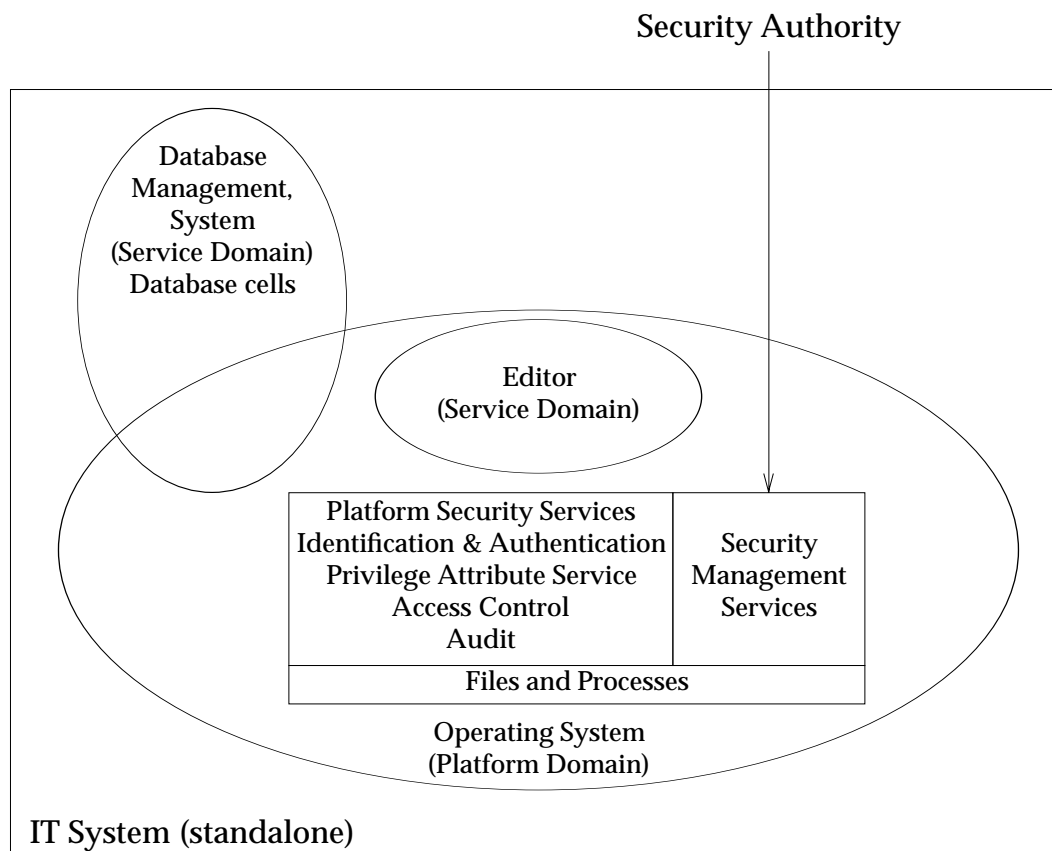 Security Authority
Database
Management,
System
(Service Domain)
Database cells
Editor
(Service Domain)
Platform Security Services
Identification & Authentication
Privilege Attribute Service
Access Control
Audit
Security
Management
Services
Files and Processes
Operating System
(Platform Domain)
IT System (standalone)